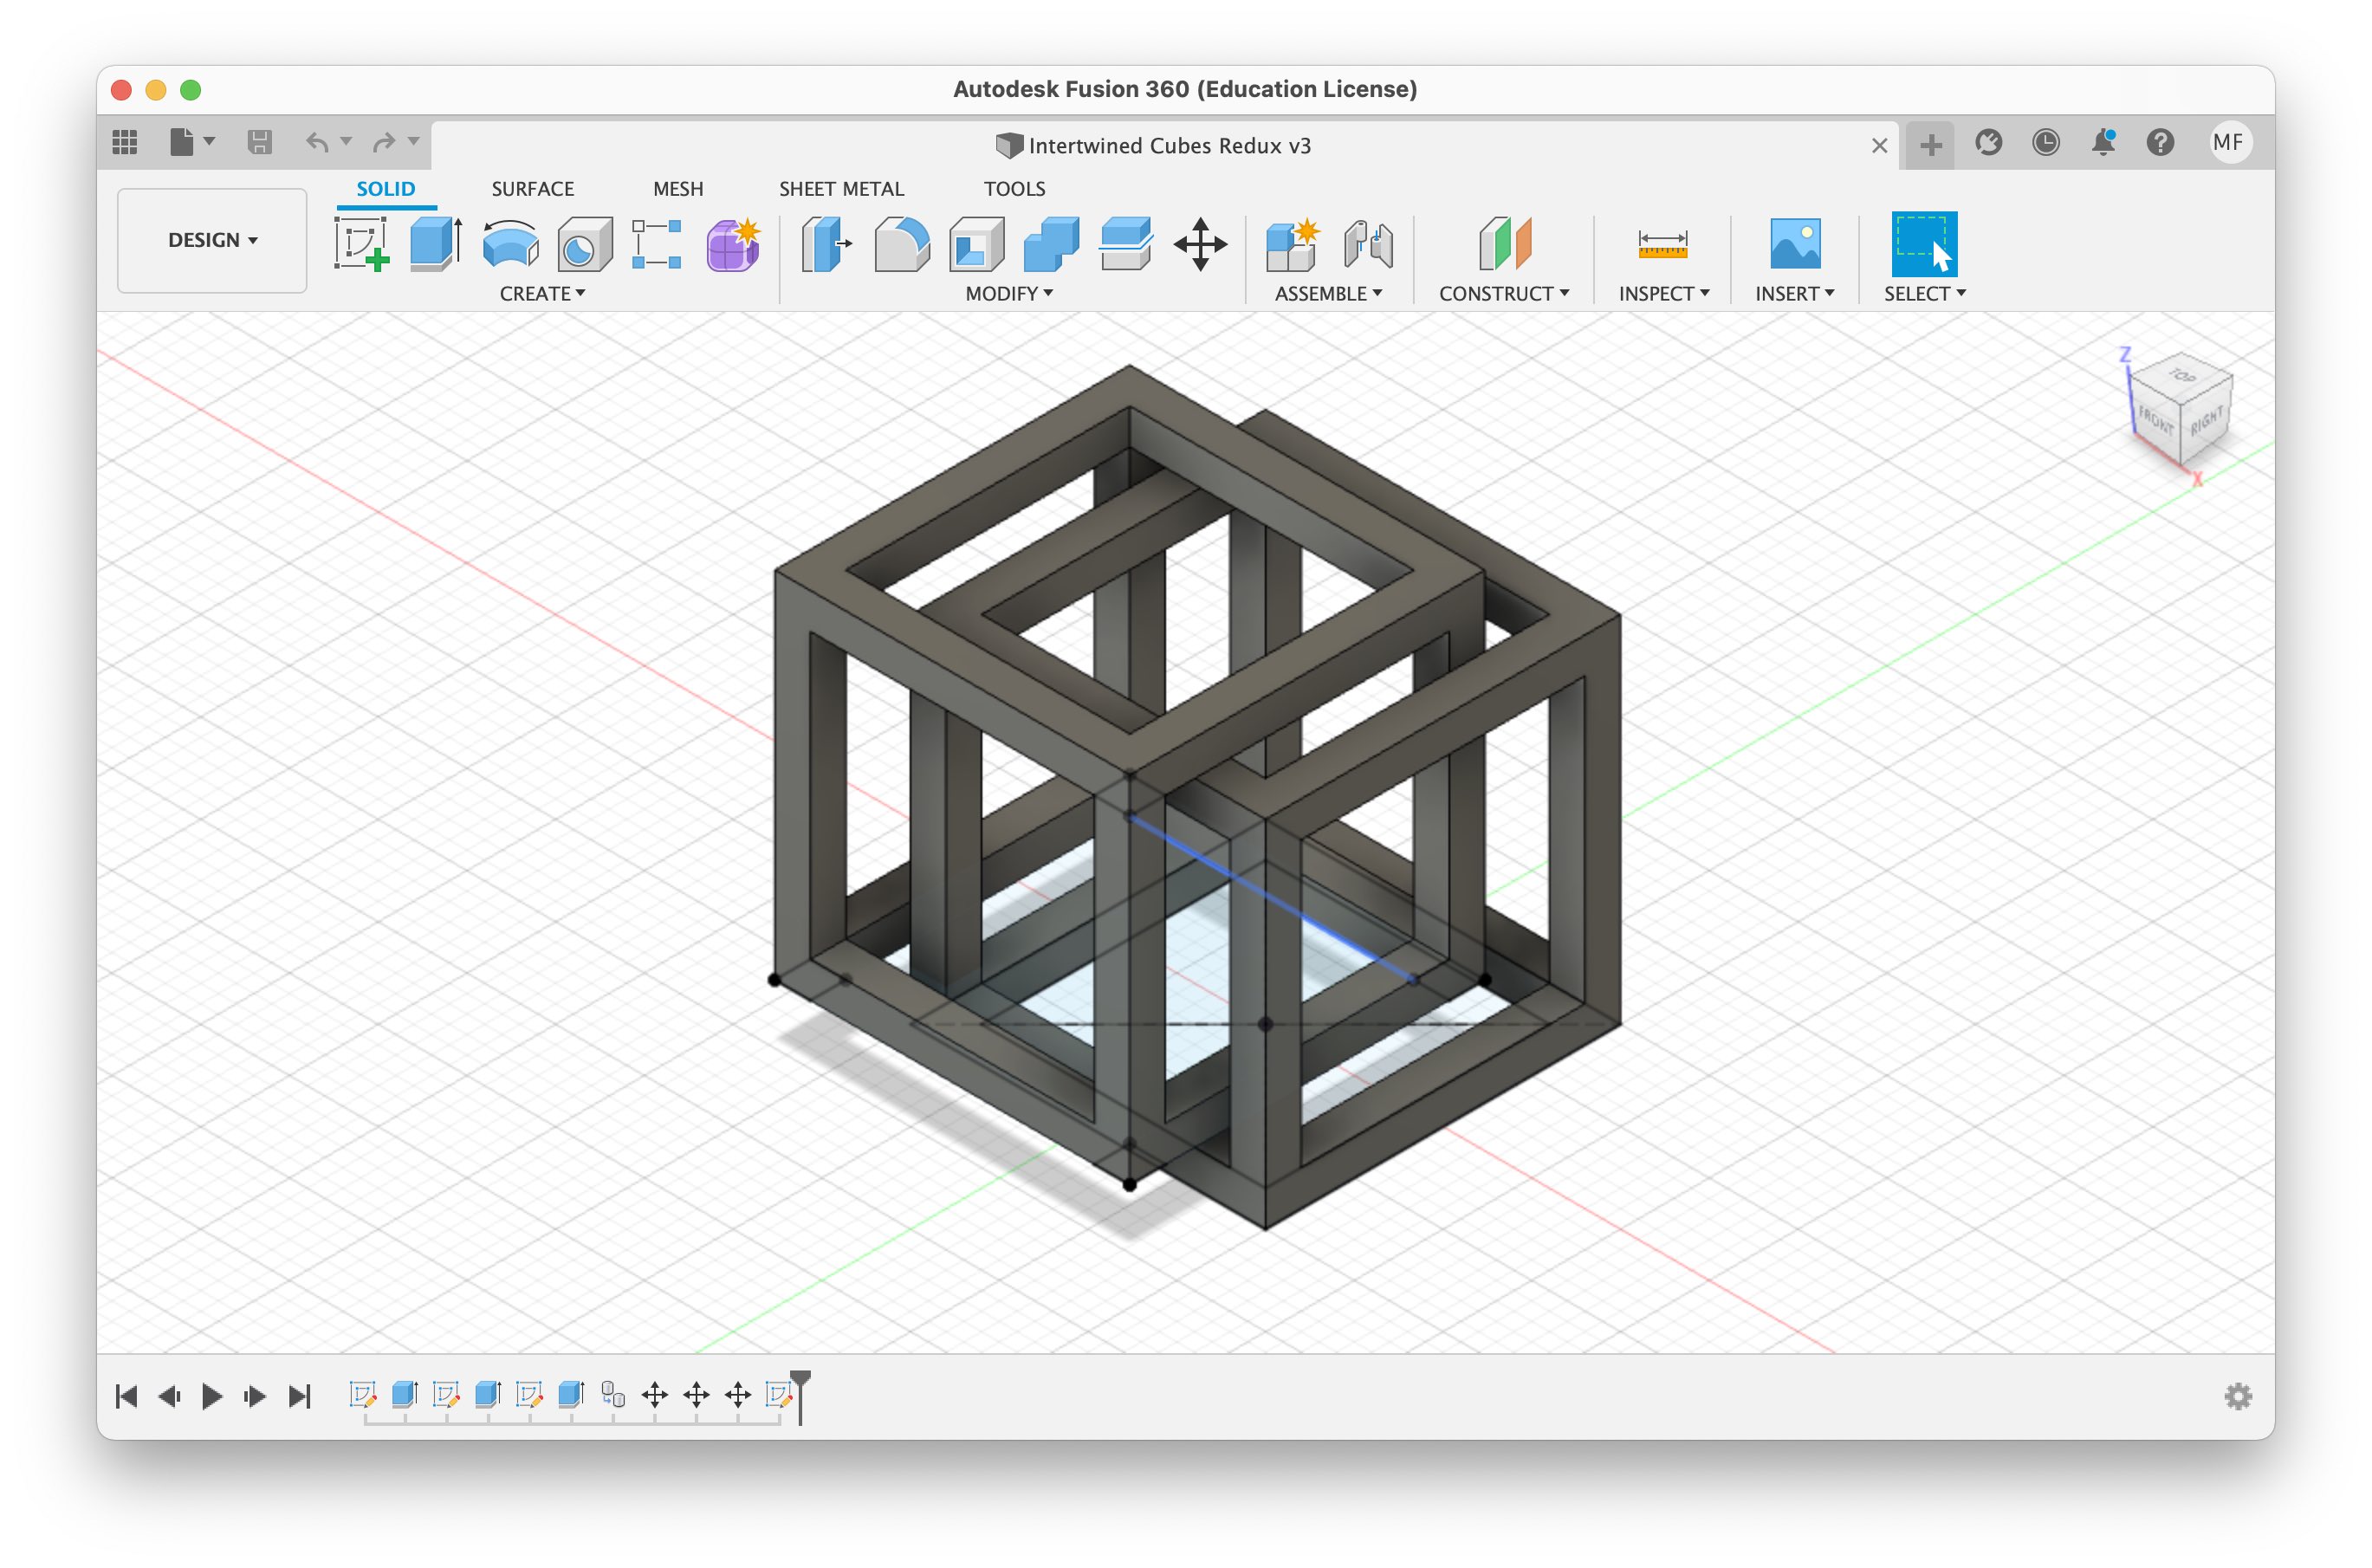 Autodesk Fusion 360 (Education License)
Intertwined Cubes Redux v3
MF
DESIGN
SOLID SURFACE MESH SHEET METAL TOOLS
CREATE MODIFY ASSEMBLE CONSTRUCT INSPECT INSERT SELECT
Z
TOP
FRONT RIGHT
X